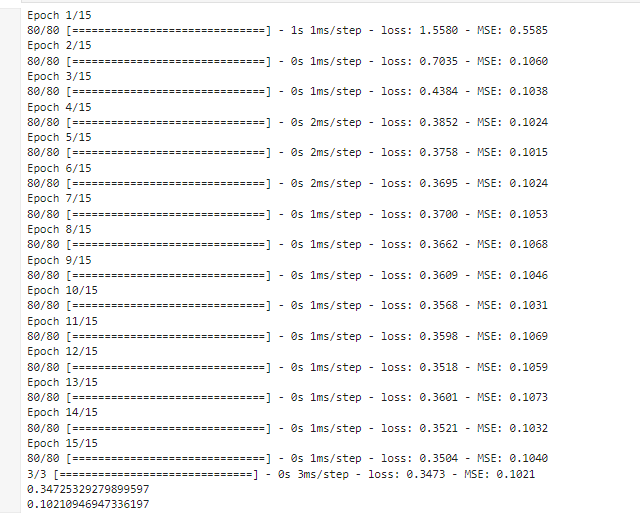 Epoch 1/15
80/80 [==============================] - 1s 1ms/step - loss: 1.5580 - MSE: 0.5585
Epoch 2/15
80/80 [==============================] - 0s 1ms/step - loss: 0.7035 - MSE: 0.1060
Epoch 3/15
80/80 [==============================] - 0s 1ms/step - loss: 0.4384 - MSE: 0.1038
Epoch 4/15
80/80 [==============================] - 0s 2ms/step - loss: 0.3852 - MSE: 0.1024
Epoch 5/15
80/80 [==============================] - 0s 2ms/step - loss: 0.3758 - MSE: 0.1015
Epoch 6/15
80/80 [==============================] - 0s 2ms/step - loss: 0.3695 - MSE: 0.1024
Epoch 7/15
80/80 [==============================] - 0s 1ms/step - loss: 0.3700 - MSE: 0.1053
Epoch 8/15
80/80 [==============================] - 0s 1ms/step - loss: 0.3662 - MSE: 0.1068
Epoch 9/15
80/80 [==============================] - 0s 1ms/step - loss: 0.3609 - MSE: 0.1046
Epoch 10/15
80/80 [==============================] - 0s 1ms/step - loss: 0.3568 - MSE: 0.1031
Epoch 11/15
80/80 [==============================] - 0s 1ms/step - loss: 0.3598 - MSE: 0.1069
Epoch 12/15
80/80 [==============================] - 0s 1ms/step - loss: 0.3518 - MSE: 0.1059
Epoch 13/15
80/80 [==============================] - 0s 1ms/step - loss: 0.3601 - MSE: 0.1073
Epoch 14/15
80/80 [==============================] - 0s 1ms/step - loss: 0.3521 - MSE: 0.1032
Epoch 15/15
80/80 [==============================] - 0s 1ms/step - loss: 0.3504 - MSE: 0.1040
3/3 [==============================] - 0s 3ms/step - loss: 0.3473 - MSE: 0.1021
0.34725329279899597
0.10210946947336197